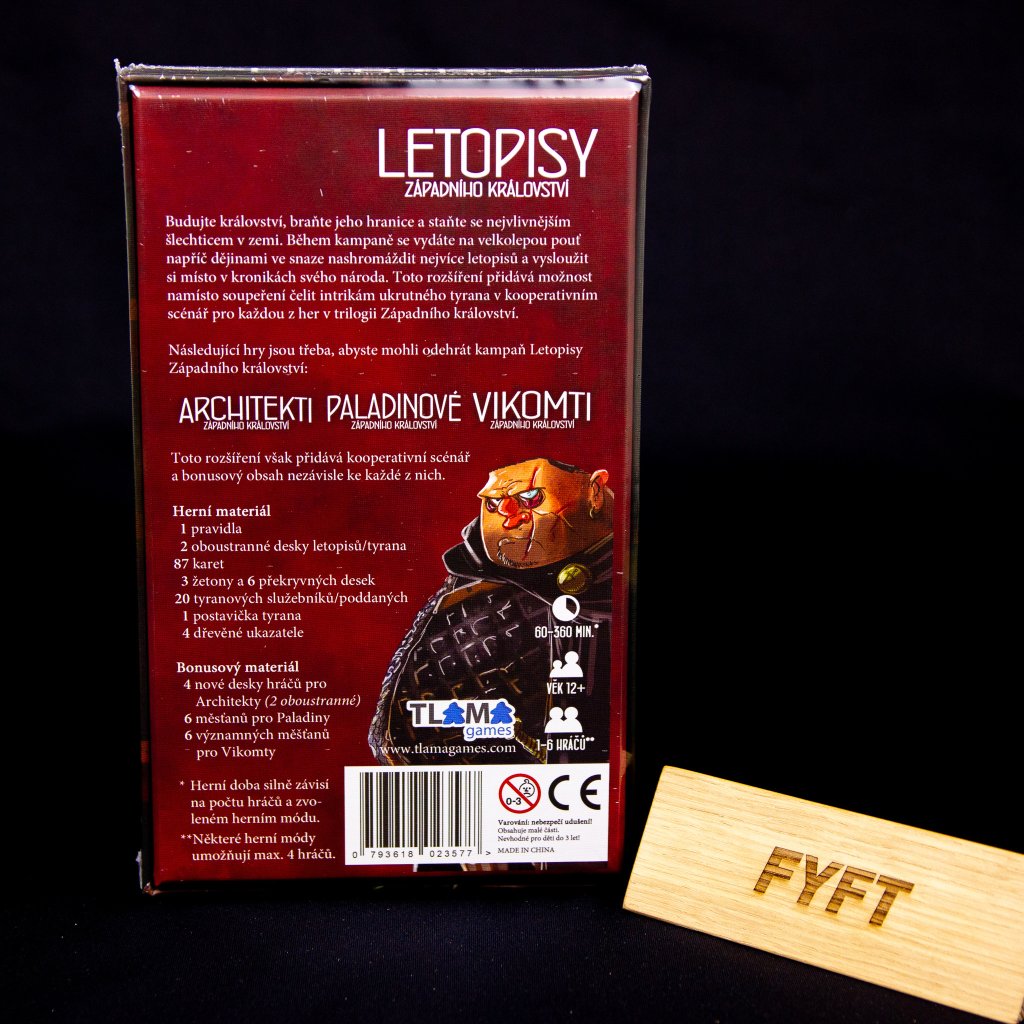 LETOPISY
ZÁPADNÍHO KRÁLOVSTVÍ
Budujte království, braňte jeho hranice a staňte se nejvlivnějším
šlechticem v zemi. Během kampaně se vydáte na velkolepou pouť
napříč dějinami ve snaze nashromáždit nejvíce letopisů a vysloužit
si místo v kronikách svého národa. Toto rozšíření přidává možnost
namísto soupeření čelit intrikám ukrutného tyrana v kooperativním
scénář pro každou z her v trilogii Západního království.
Následující hry jsou třeba, abyste mohli odehrát kampaň Letopisy
Západního království:
ARCHITEKTI PALADINOVÉ VIKOMTI
ZÁPADNÍHO KRÁLOVSTVÍ ZÁPADNÍHO KRÁLOVSTVÍ ZÁPADNÍHO KRÁLOVSTVÍ
Toto rozšíření však přidává kooperativní scénář
a bonusový obsah nezávisle ke každé z nich.
Herní materiál
1 pravidla
2 oboustranné desky letopisů/tyrana
87 karet
3 žetony a 6 překryvných desek
20 tyranových služebníků/poddaných
1 postavička tyrana
4 dřevěné ukazatele
Bonusový materiál
4 nové desky hráčů pro
Architekty (2 oboustranné)
6 měsťanů pro Paladiny
6 významných měšťanů
pro Vikomty
* Herní doba silně závisí
na počtu hráčů a zvo-
leném herním módu.
**Některé herní módy
umožňují max. 4 hráčů.
60-360 MIN.*
VĚK 12+
1-6 HRÁČŮ**
TLAMA
games
www.tlamagames.com
0-3
CE
Varování: nebezpečí udušení!
Obsahuje malé části.
Nevhodné pro děti do 3 let!
MADE IN CHINA
0 793618 023577 >
FYFT